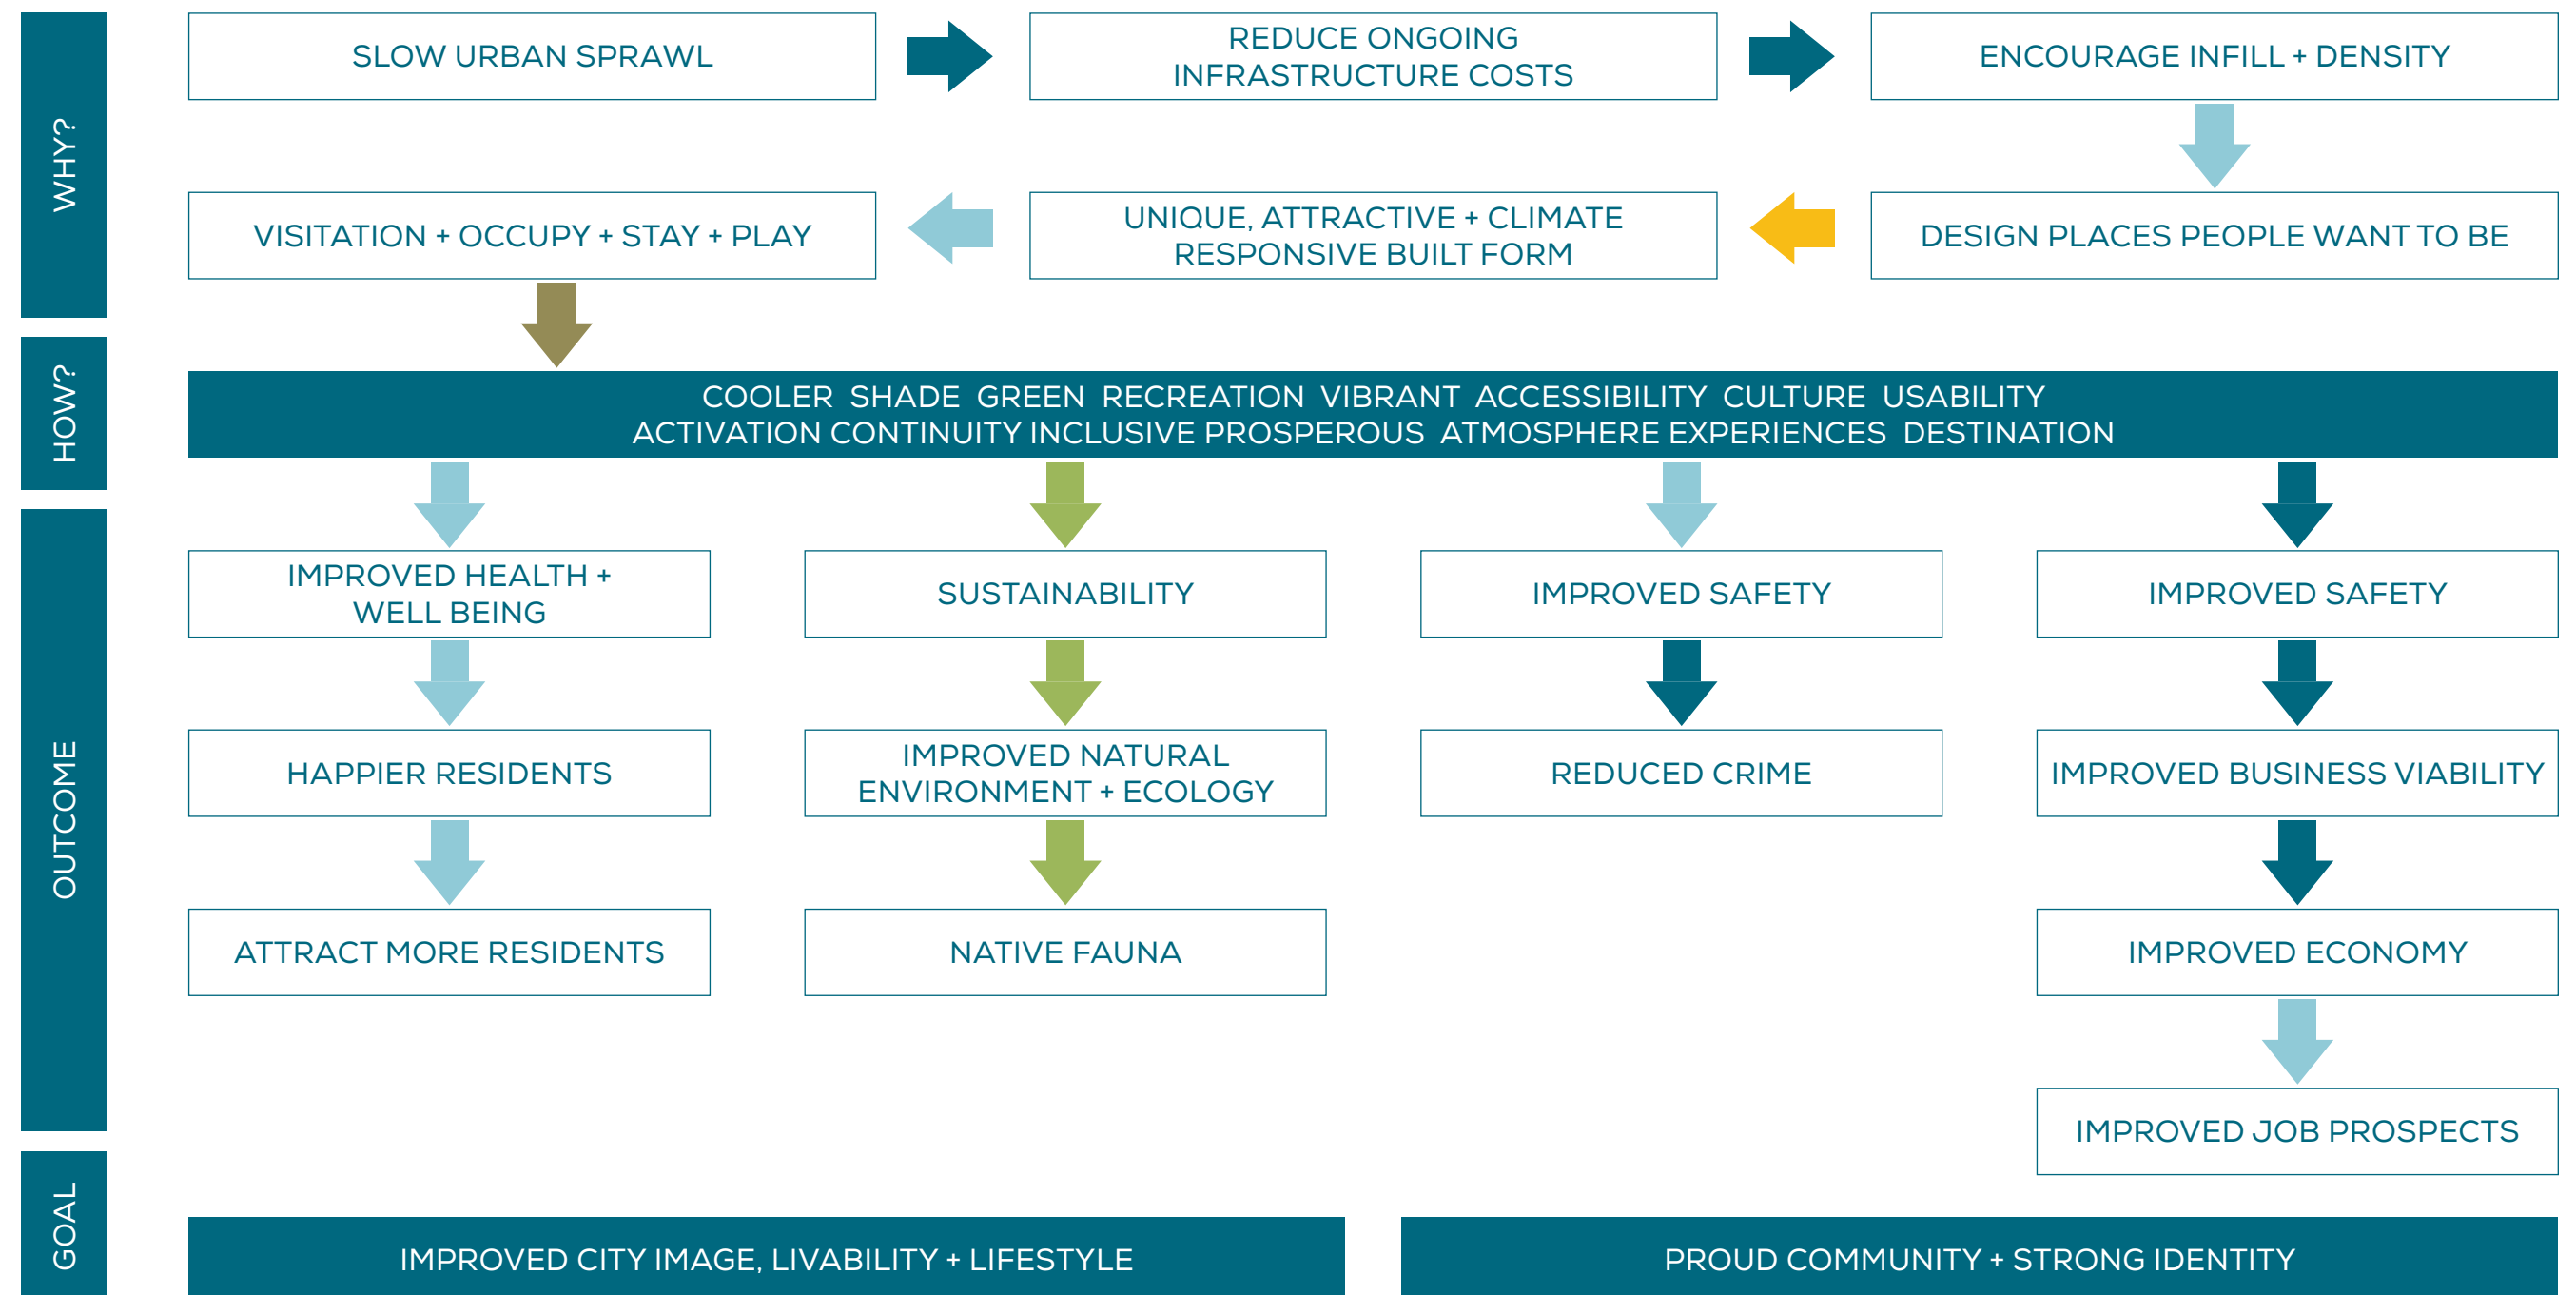 WHY?
SLOW URBAN SPRAWL
REDUCE ONGOING
INFRASTRUCTURE COSTS
ENCOURAGE INFILL + DENSITY
VISITATION + OCCUPY + STAY + PLAY
UNIQUE, ATTRACTIVE + CLIMATE
RESPONSIVE BUILT FORM
DESIGN PLACES PEOPLE WANT TO BE
HOW?
COOLER SHADE GREEN RECREATION VIBRANT ACCESSIBILITY CULTURE USABILITY
ACTIVATION CONTINUITY INCLUSIVE PROSPEROUS ATMOSPHERE EXPERIENCES DESTINATION
OUTCOME
IMPROVED HEALTH +
WELL BEING
SUSTAINABILITY
IMPROVED SAFETY
IMPROVED SAFETY
HAPPIER RESIDENTS
IMPROVED NATURAL
ENVIRONMENT + ECOLOGY
REDUCED CRIME
IMPROVED BUSINESS VIABILITY
ATTRACT MORE RESIDENTS
NATIVE FAUNA
IMPROVED ECONOMY
IMPROVED JOB PROSPECTS
GOAL
IMPROVED CITY IMAGE, LIVABILITY + LIFESTYLE
PROUD COMMUNITY + STRONG IDENTITY